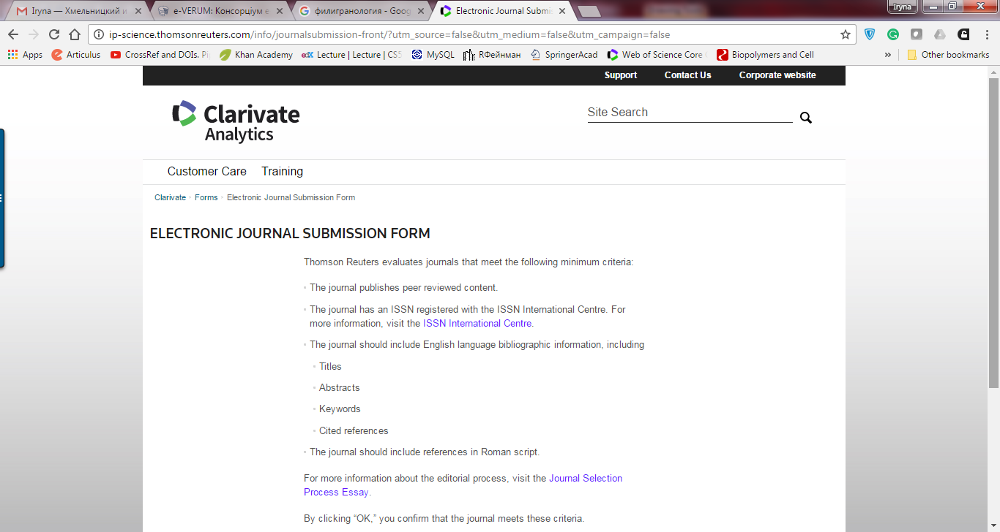 Iryna — Хмельницкий и
e-VERUM: Консорціум е
филигранология - Goog
Electronic Journal Submis
Iryna
ip-science.thomsonreuters.com/info/journalsubmission-front/?utm_source=false&utm_medium=false&utm_campaign=false
Apps Articulus CrossRef and DOIs. Khan Academy edX Lecture | Lecture | CS MySQL RФейнман SpringerAcad Web of Science Core Biopolymers and Cell » Other bookmarks
Support Contact Us Corporate website
Clarivate
Analytics
Site Search
Customer Care Training
Clarivate Forms Electronic Journal Submission Form
ELECTRONIC JOURNAL SUBMISSION FORM
Thomson Reuters evaluates journals that meet the following minimum criteria:
The journal publishes peer reviewed content.
The journal has an ISSN registered with the ISSN International Centre. For
more information, visit the ISSN International Centre.
The journal should include English language bibliographic information, including
Titles
Abstracts
Keywords
Cited references
The journal should include references in Roman script.
For more information about the editorial process, visit the Journal Selection
Process Essay.
By clicking “OK,” you confirm that the journal meets these criteria.